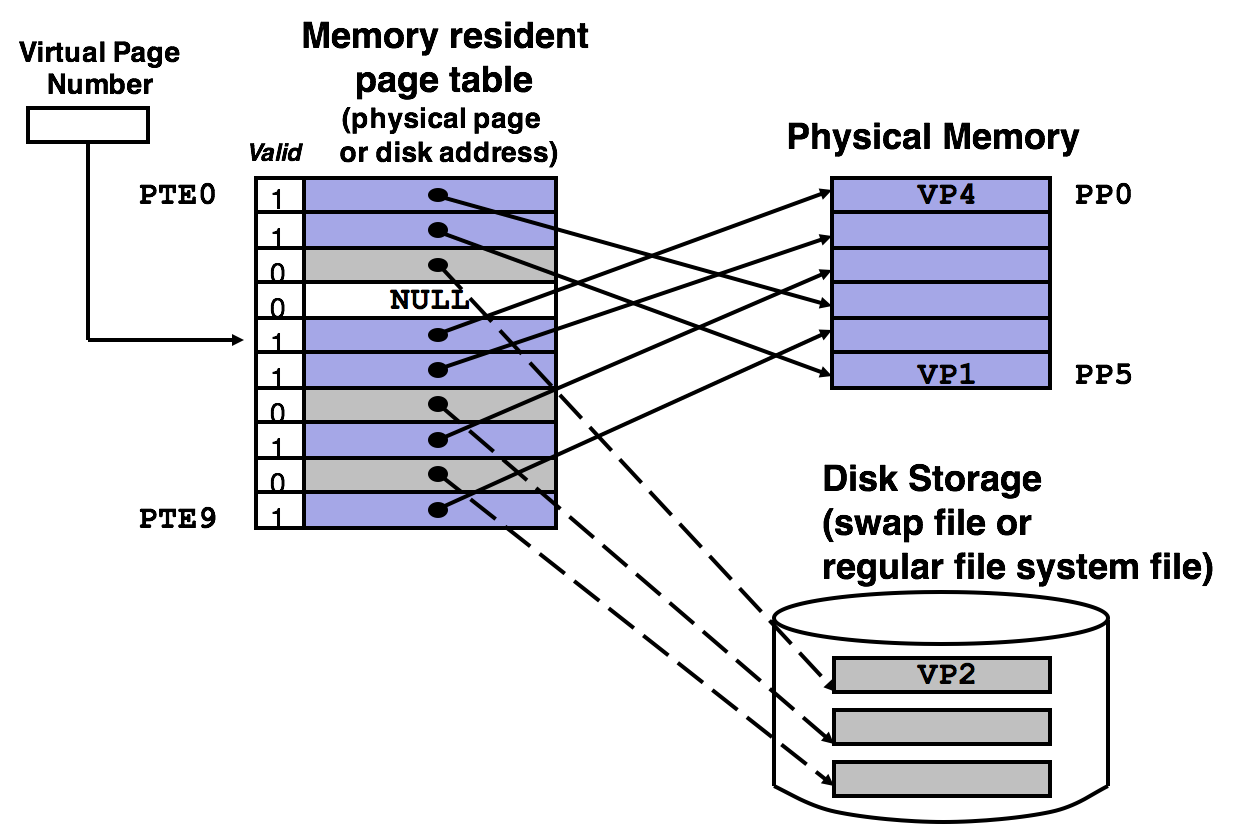 Virtual Page
Number
Memory resident
page table
(physical page
or disk address)
Valid
PTE0
1
1
0
0
NULL
1
1
0
1
0
PTE9
1
Physical Memory
VP4
PP0
VP1
PP5
Disk Storage
(swap file or
regular file system file)
VP2